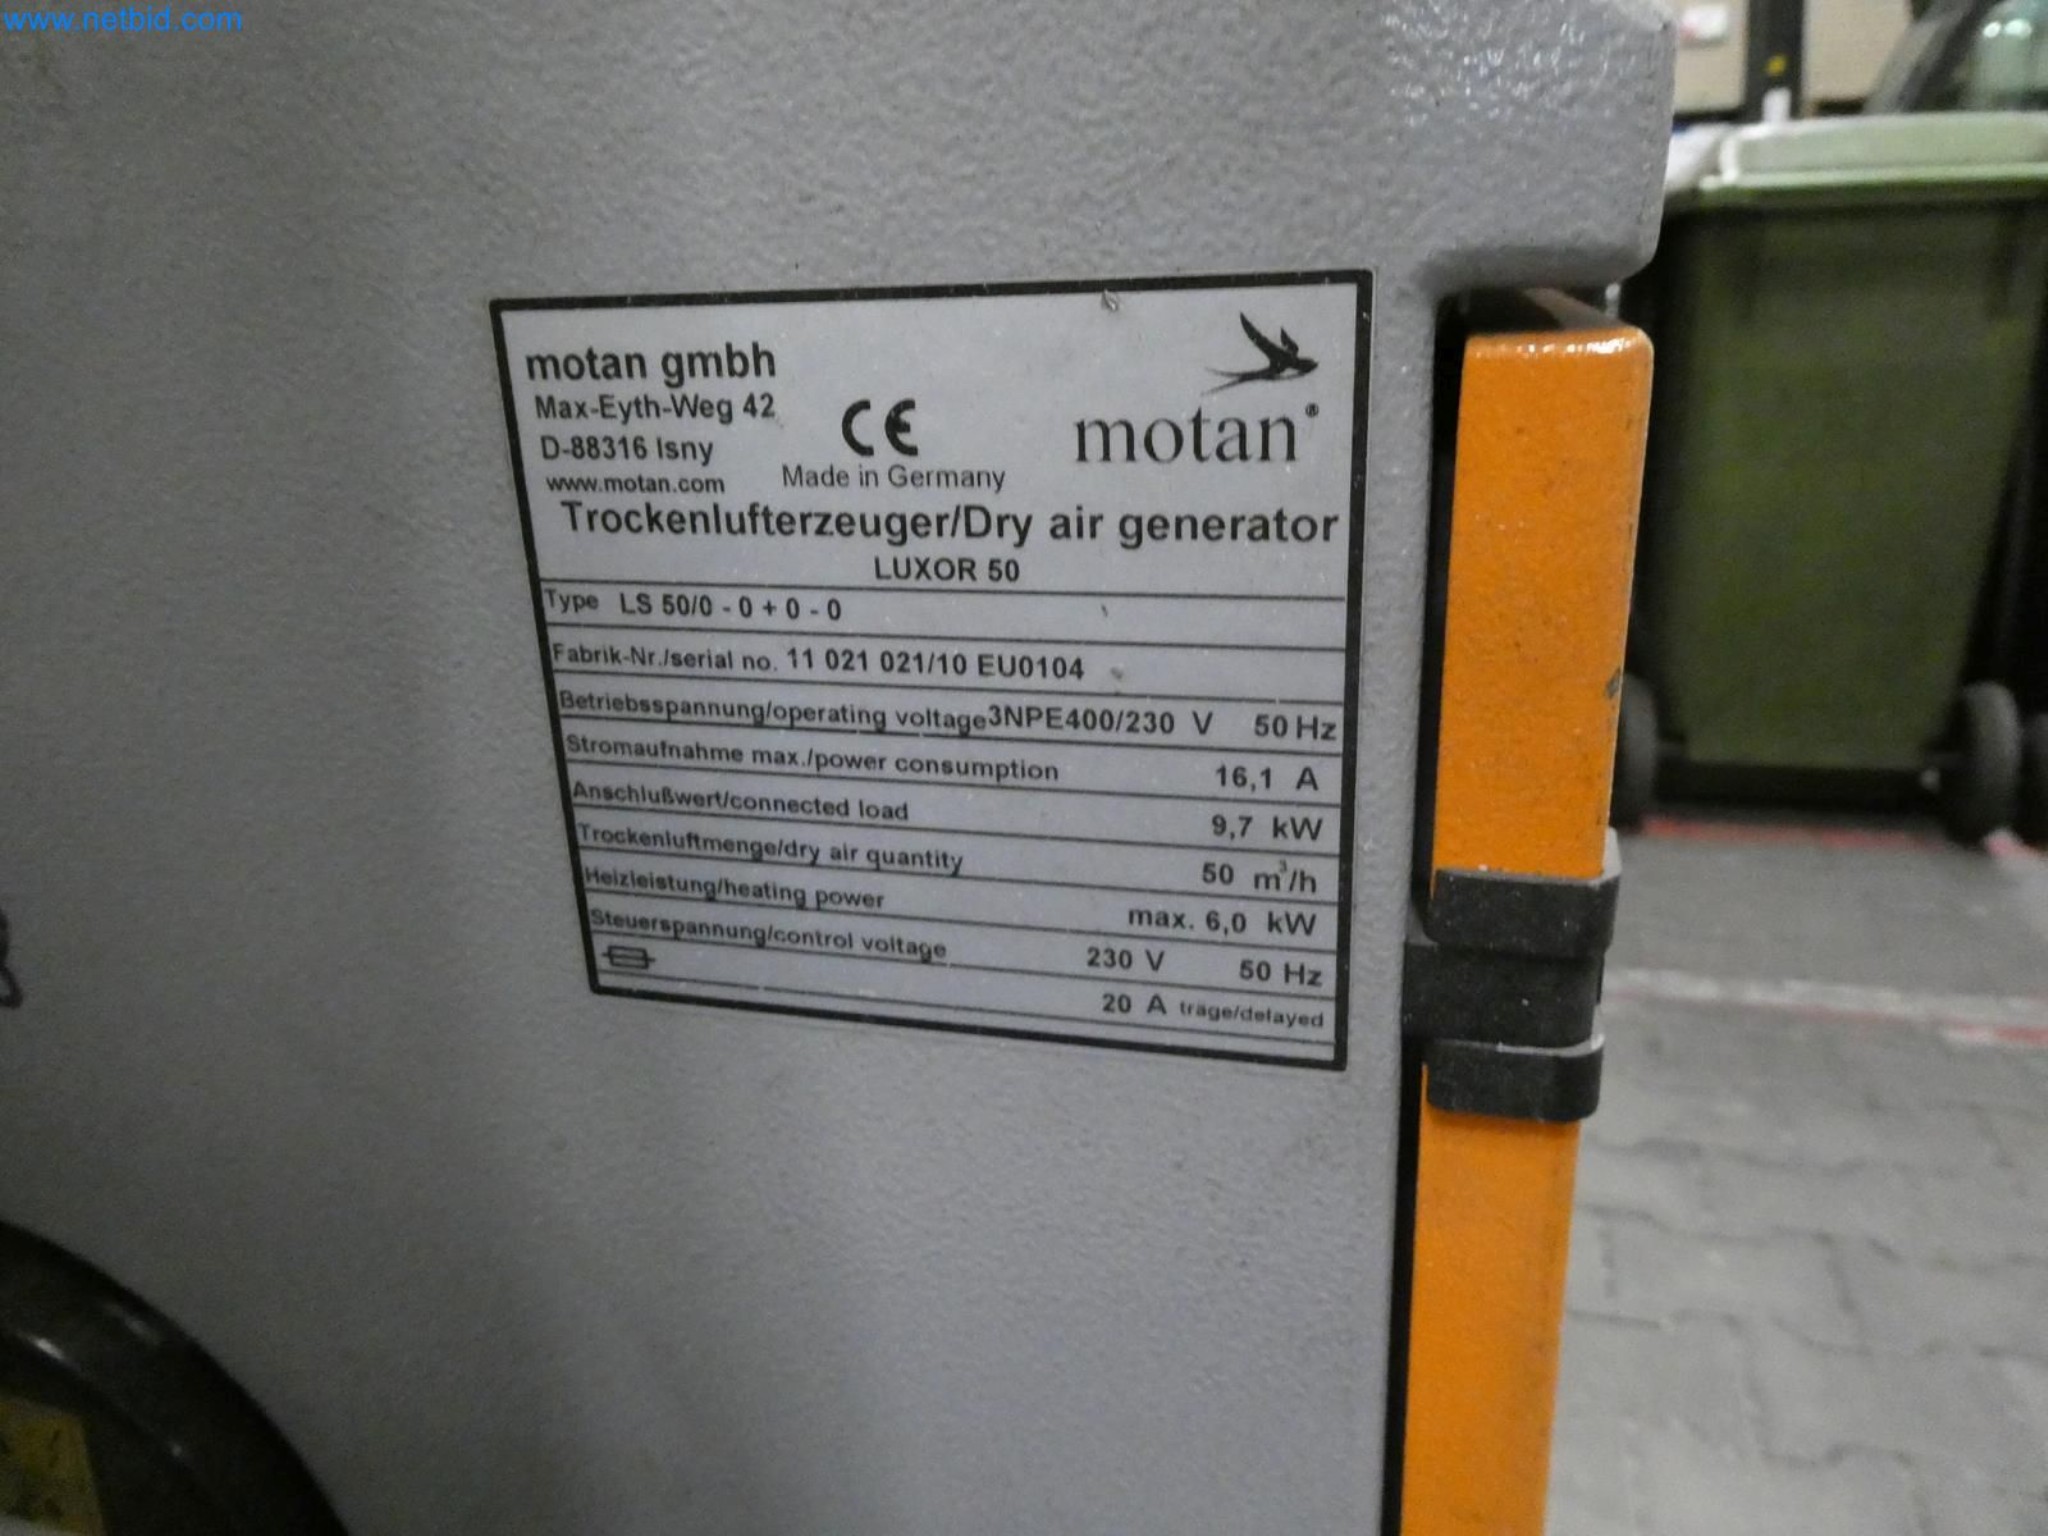 www.netbid.com
motan gmbh
Max-Eyth-Weg 42
D-88316 Isny
www.motan.com
CE
Made in Germany
motan®
Trockenlufterzeuger/Dry air generator
LUXOR 50
Type LS 50/0 - 0 + 0 - 0
Fabrik-Nr./serial no. 11 021 021/10 EU0104
Betriebsspannung/operating voltage 3NPE400/230 V 50 Hz
Stromaufnahme max./power consumption 16,1 A
Anschlußwert/connected load 9,7 kW
Trockenluftmenge/dry air quantity 50 m³/h
Heizleistung/heating power max. 6,0 kW
Steuerspannung/control voltage 230 V 50 Hz
20 A träge/delayed